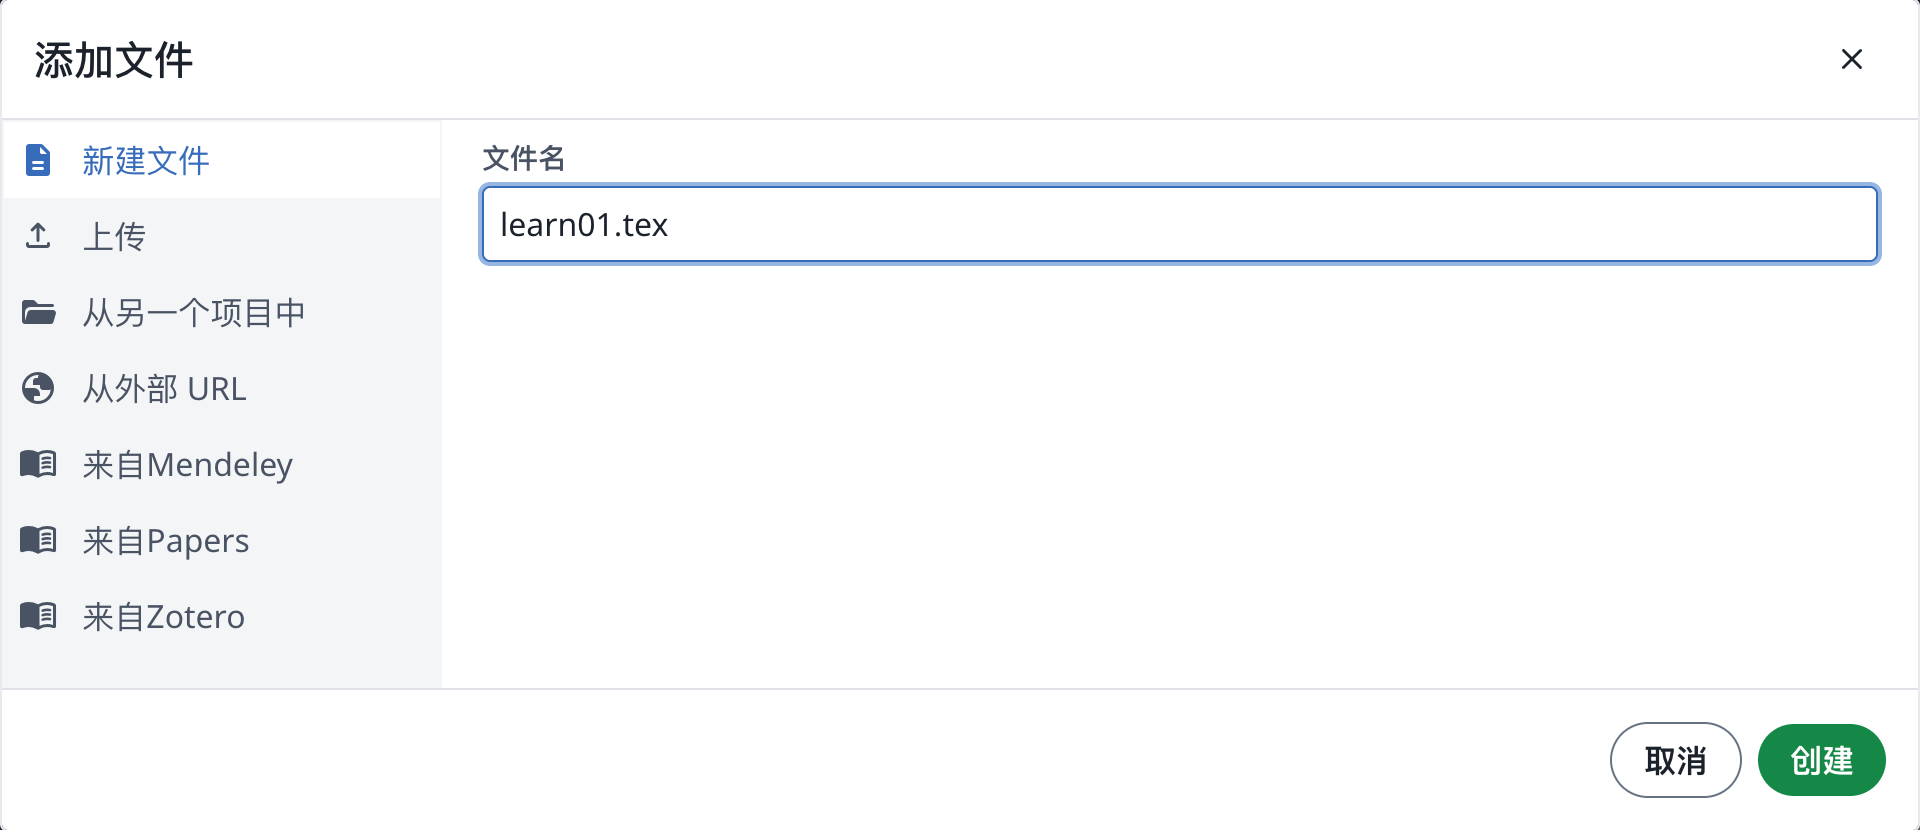 添加文件
新建文件
上传
从另一个项目中
从外部 URL
来自Mendeley
来自Papers
来自Zotero
文件名
learn01.tex
取消
创建